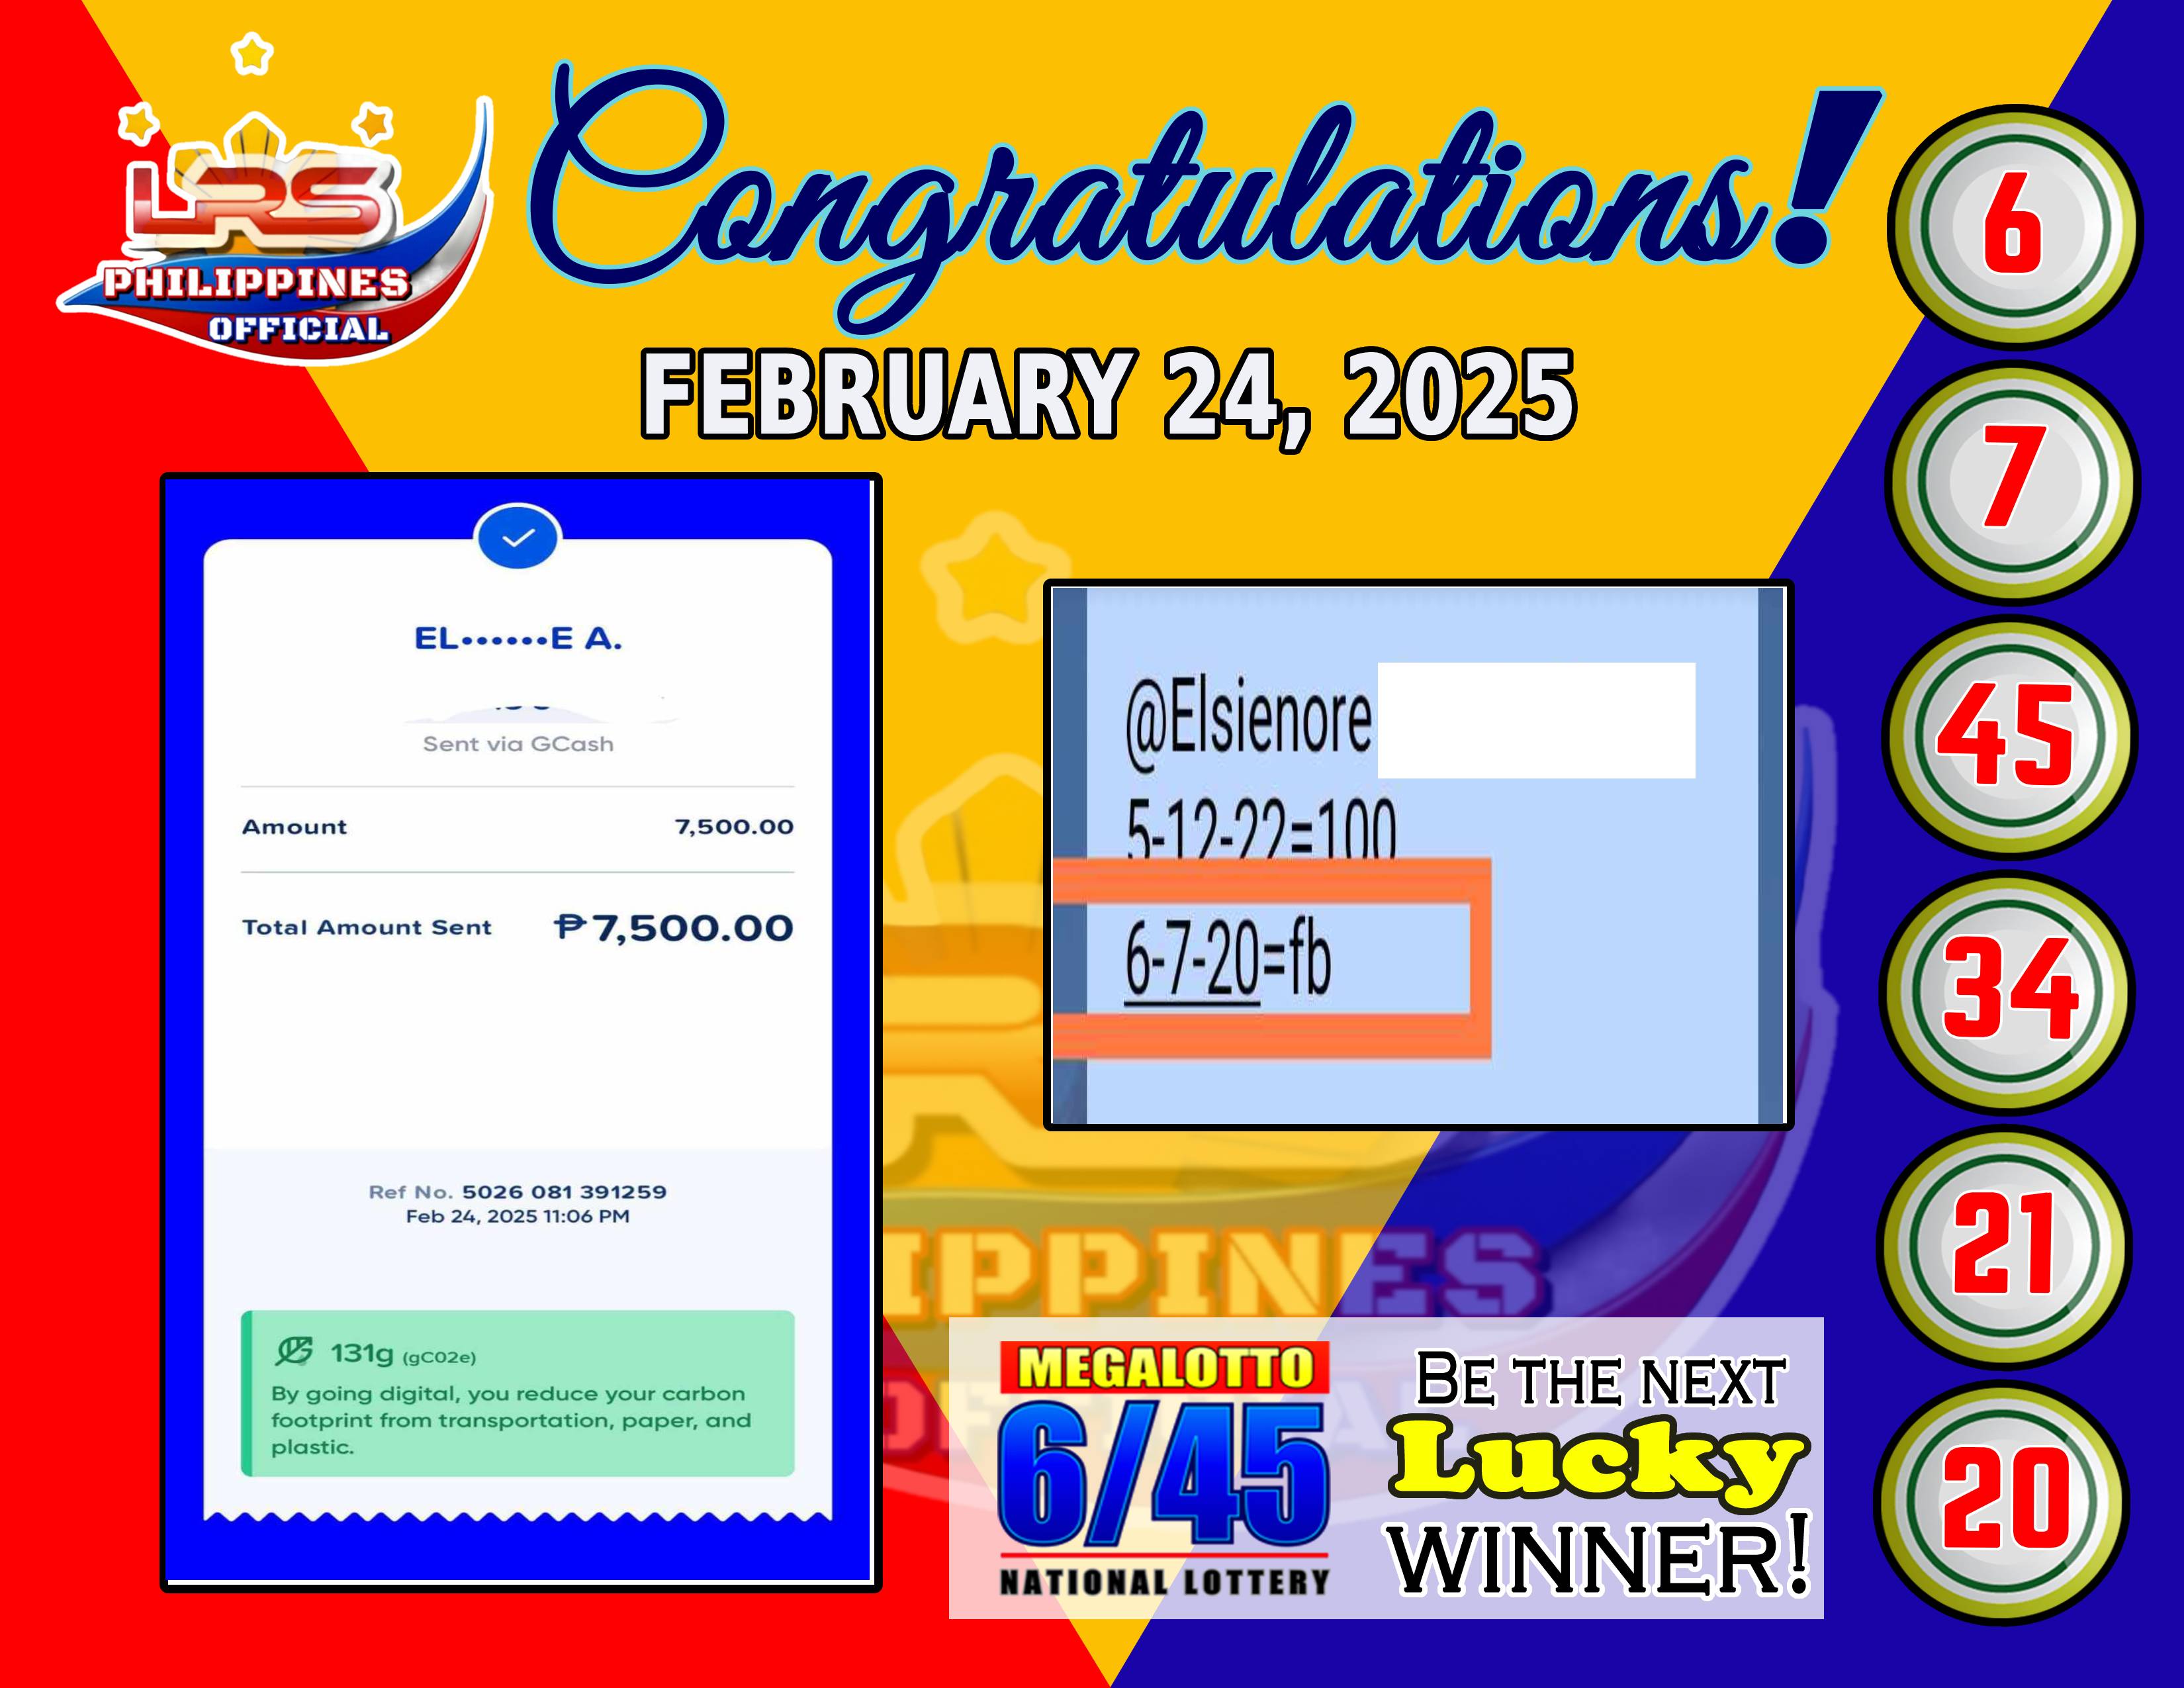 LRS
PHILIPPINES
OFFICIAL
Congratulations!
FEBRUARY 24, 2025
EL••••••E A.
Sent via GCash
Amount 7,500.00
Total Amount Sent ₱7,500.00
Ref No. 5026 081 391259
Feb 24, 2025 11:06 PM
131g (gC02e)
By going digital, you reduce your carbon
footprint from transportation, paper, and
plastic.
@Elsienore
5-12-22=100
6-7-20=fb
MEGALOTTO
6/45
NATIONAL LOTTERY
BE THE NEXT
Lucky
WINNER!
6
7
45
34
21
20